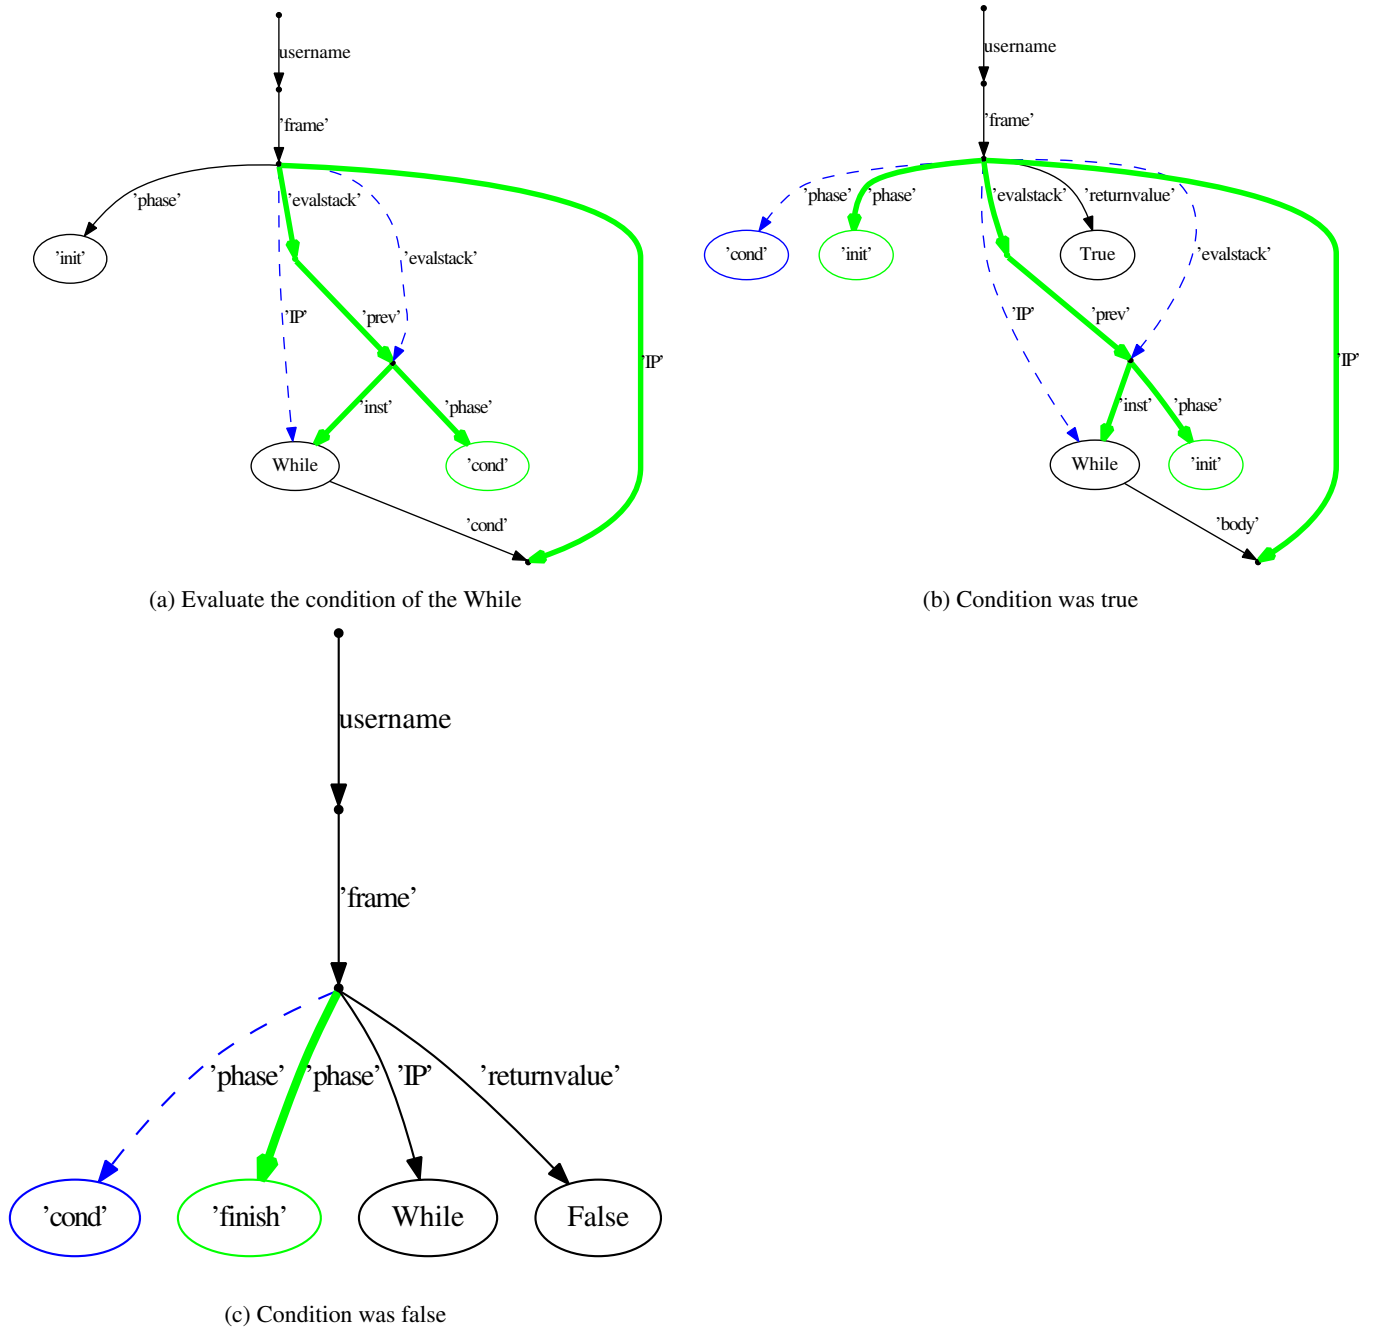 username
’frame’
’phase’
’evalstack’
’init’
’evalstack’
’IP’
’prev’
’IP’
’inst’
’phase’
While
’cond’
’cond’
(a) Evaluate the condition of the While
username
’frame’
’phase’
’phase’
’evalstack’
’returnvalue’
’cond’
’init’
True
’evalstack’
’IP’
’prev’
’IP’
’inst’
’phase’
While
’init’
’body’
(b) Condition was true
username
’frame’
’phase’
’phase’
’IP’
’returnvalue’
’cond’
’finish’
While
False
(c) Condition was false